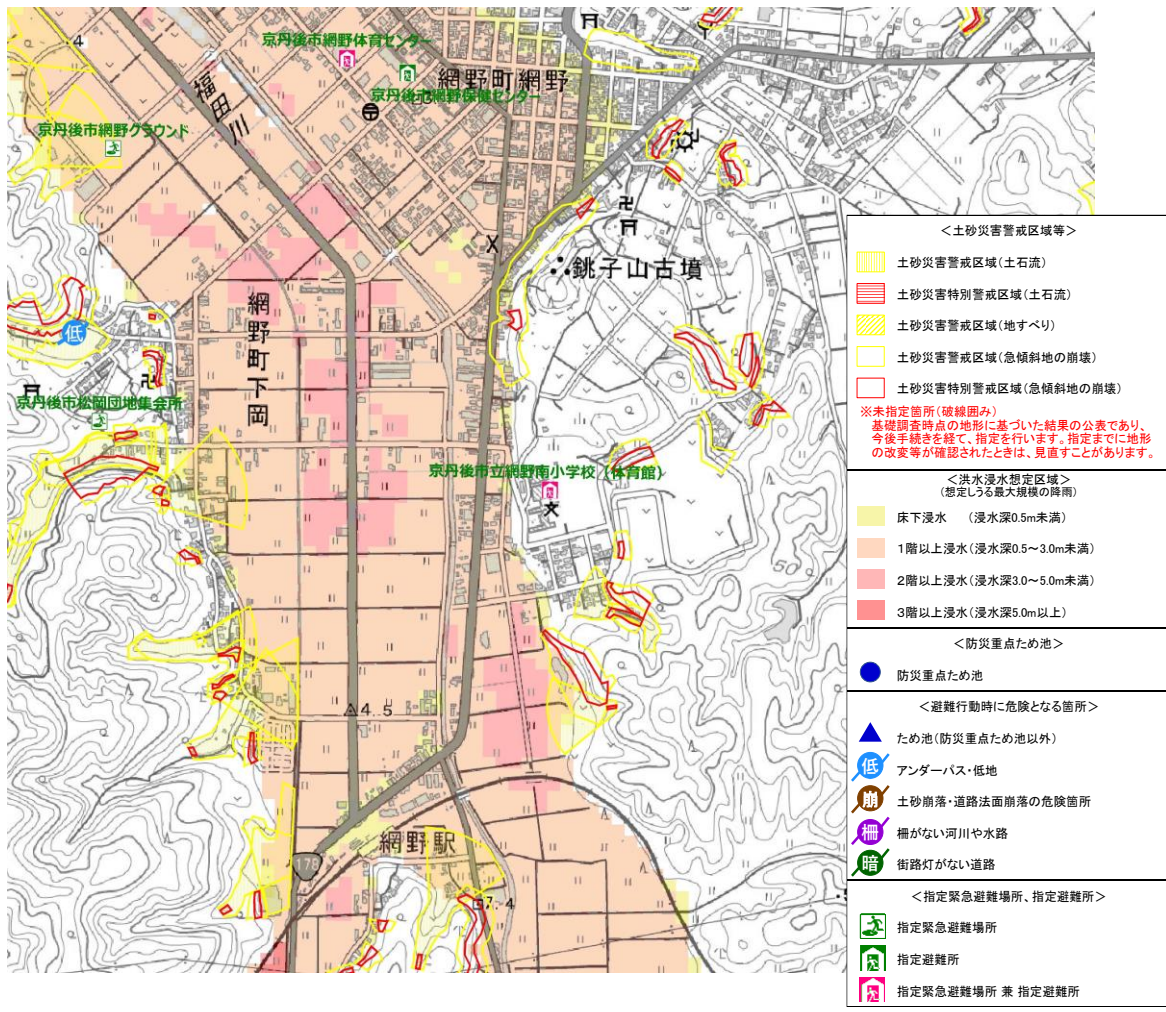 4
京丹後市網野体育センター
網野町網野
京丹後市網野保健センター
福田川
京丹後市網野グラウンド
銚子山古墳
網野町下岡
低
京丹後市松岡団地集会所
京丹後市立網野南小学校(体育館)
文
4.5
網野駅
178
7.4
＜土砂災害警戒区域等＞
土砂災害警戒区域(土石流)
土砂災害特別警戒区域(土石流)
土砂災害警戒区域(地すべり)
土砂災害警戒区域(急傾斜地の崩壊)
土砂災害特別警戒区域(急傾斜地の崩壊)
※未指定箇所(破線囲み)
基礎調査時点の地形に基づいた結果の公表であり、
今後手続きを経て、指定を行います。指定までに地形
の改変等が確認されたときは、見直すことがあります。
＜洪水浸水想定区域＞
(想定しうる最大規模の降雨)
床下浸水　(浸水深0.5m未満)
1階以上浸水(浸水深0.5～3.0m未満)
2階以上浸水(浸水深3.0～5.0m未満)
3階以上浸水(浸水深5.0m以上)
＜防災重点ため池＞
防災重点ため池
＜避難行動時に危険となる箇所＞
ため池(防災重点ため池以外)
低 アンダーパス・低地
崩 土砂崩落・道路法面崩落の危険箇所
柵 柵がない河川や水路
暗 街路灯がない道路
＜指定緊急避難場所、指定避難所＞
指定緊急避難場所
指定避難所
指定緊急避難場所 兼 指定避難所